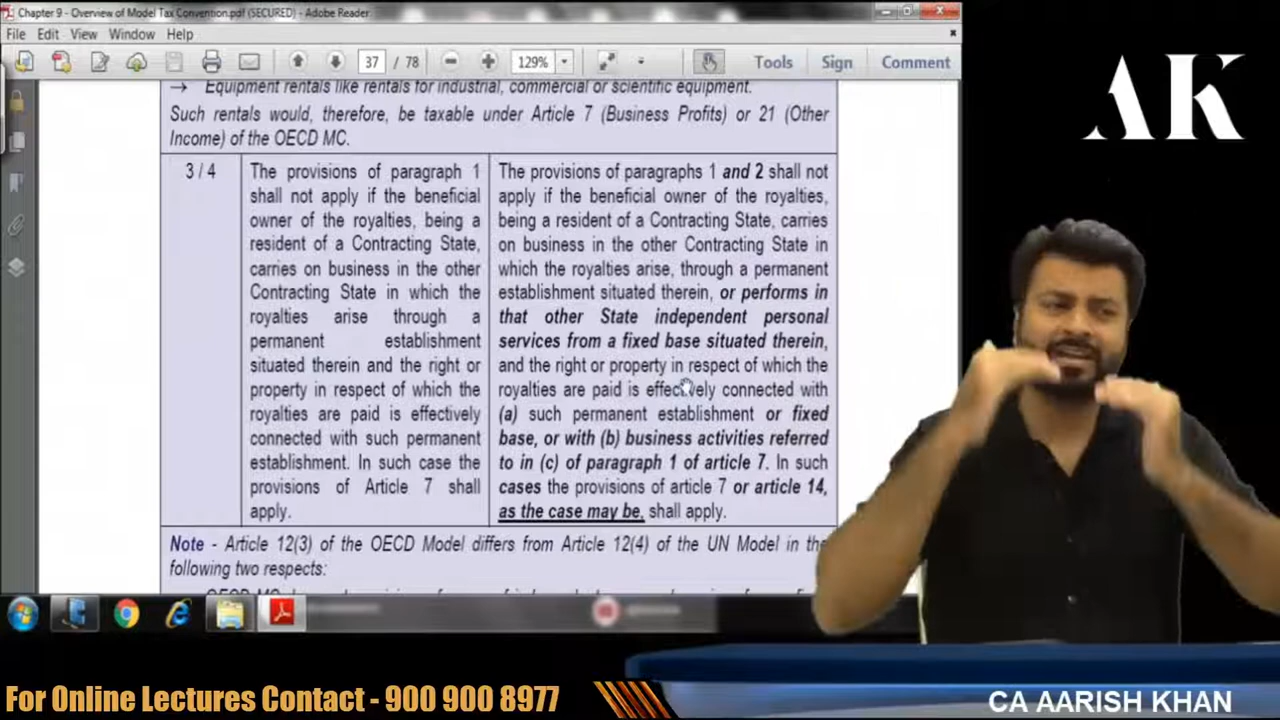 Chapter 9 - Overview of Model Tax Convention.pdf (SECURED) - Adobe Reader
File Edit View Window Help
37 / 78 129% Tools Sign Comment
→ Equipment rentals like rentals for industrial, commercial or scientific equipment.
Such rentals would, therefore, be taxable under Article 7 (Business Profits) or 21 (Other
Income) of the OECD MC.
3 / 4
The provisions of paragraph 1
shall not apply if the beneficial
owner of the royalties, being a
resident of a Contracting State,
carries on business in the other
Contracting State in which the
royalties arise through a
permanent establishment
situated therein and the right or
property in respect of which the
royalties are paid is effectively
connected with such permanent
establishment. In such case the
provisions of Article 7 shall
apply.
The provisions of paragraphs 1 and 2 shall not
apply if the beneficial owner of the royalties,
being a resident of a Contracting State, carries
on business in the other Contracting State in
which the royalties arise, through a permanent
establishment situated therein, or performs in
that other State independent personal
services from a fixed base situated therein,
and the right or property in respect of which the
royalties are paid is effectively connected with
(a) such permanent establishment or fixed
base, or with (b) business activities referred
to in (c) of paragraph 1 of article 7. In such
cases the provisions of article 7 or article 14,
as the case may be, shall apply.
Note - Article 12(3) of the OECD Model differs from Article 12(4) of the UN Model in the
following two respects:
AK
For Online Lectures Contact - 900 900 8977
CA AARISH KHAN